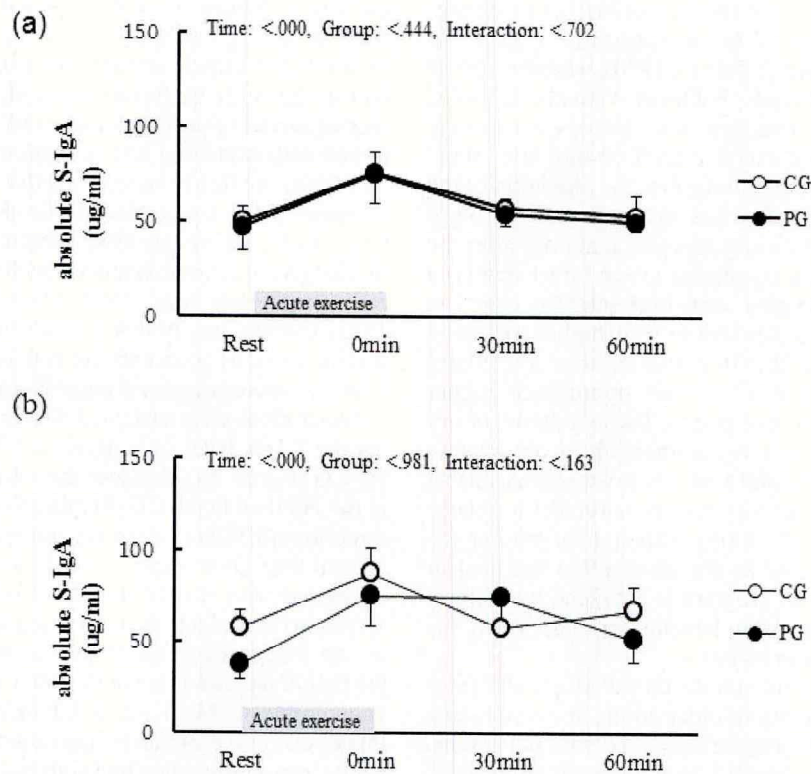 (a)
150
Time: <.000, Group: <.444, Interaction: <.702
100
50
0
absolute S-IgA
(ug/ml)
CG
PG
Acute exercise
Rest 0min 30min 60min
(b)
150
Time: <.000, Group: <.981, Interaction: <.163
100
50
0
absolute S-IgA
(ug/ml)
CG
PG
Acute exercise
Rest 0min 30min 60min